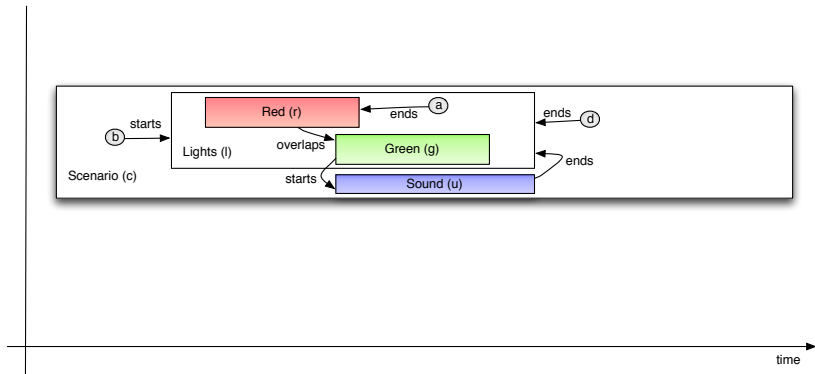 a
Red (r)
ends
ends
d
b
starts
overlaps
Green (g)
Lights (l)
ends
Scenario (c)
starts
Sound (u)
time